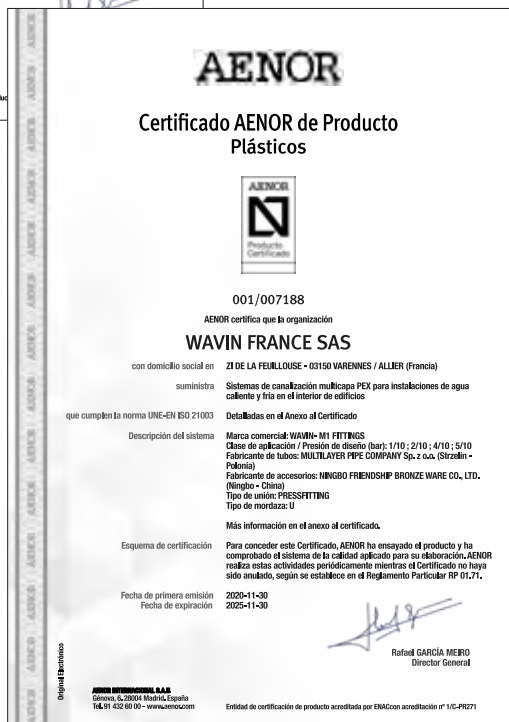 AENOR
Certificado AENOR de Producto
Plásticos
AENOR
N
Producto
Certificado
001/007188
AENOR certifica que la organización
WAVIN FRANCE SAS
con domicilio social en ZI DE LA FEUILLOUSE - 03150 VARENNES / ALLIER (Francia)
suministra Sistemas de canalización multicapa PEX para instalaciones de agua
caliente y fría en el interior de edificios
que cumplen la norma UNE-EN ISO 21003 Detalladas en el Anexo al Certificado
Descripción del sistema Marca comercial: WAVIN- M1 FITTINGS
Clase de aplicación / Presión de diseño (bar): 1/10 ; 2/10 ; 4/10 ; 5/10
Fabricante de tubos: MULTILAYER PIPE COMPANY Sp. z o.o. (Strzelin -
Polonia)
Fabricante de accesorios: NINGBO FRIENDSHIP BRONZE WARE CO., LTD.
(Ningbo - China)
Tipo de unión: PRESSFITTING
Tipo de mordaza: U
Más información en el anexo al certificado.
Esquema de certificación Para conceder este Certificado, AENOR ha ensayado el producto y ha
comprobado el sistema de la calidad aplicado para su elaboración. AENOR
realiza estas actividades periódicamente mientras el Certificado no haya
sido anulado, según se establece en el Reglamento Particular RP 01.71.
Fecha de primera emisión 2020-11-30
Fecha de expiración 2025-11-30
Rafael GARCÍA MEIRO
Director General
Original Electrónico
AENOR INTERNACIONAL S.A.U.
Génova, 6. 28004 Madrid. España
Tel. 91 432 60 00 - www.aenor.com
Entidad de certificación de producto acreditada por ENAC con acreditación nº 1/C-PR271